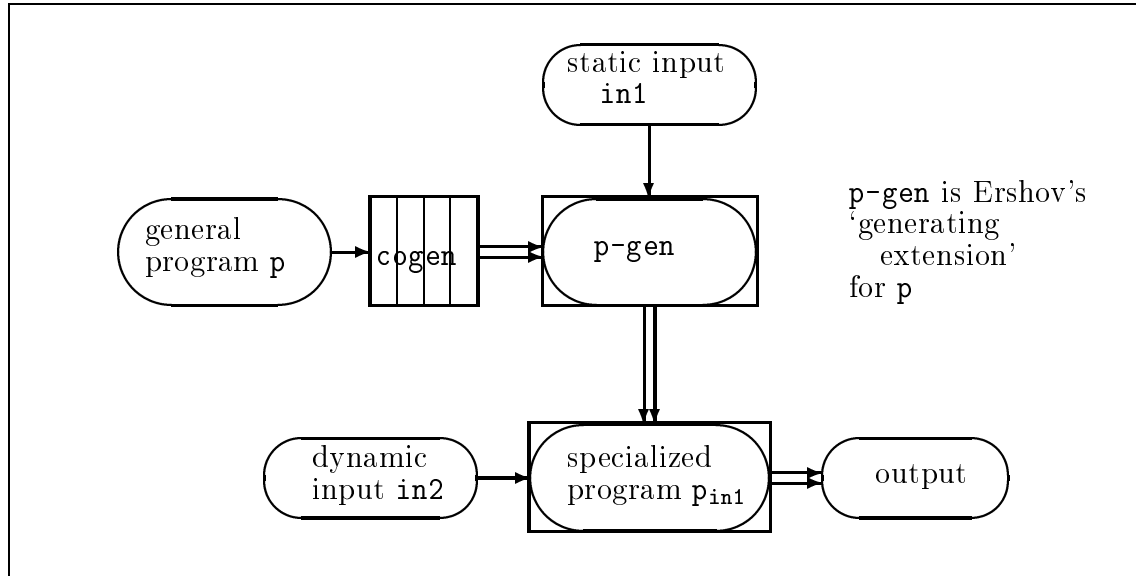 static input
in1
general
program p
cogen
p-gen
p-gen is Ershov's
‘generating
extension’
for p
dynamic
input in2
specialized
program p_in1
output